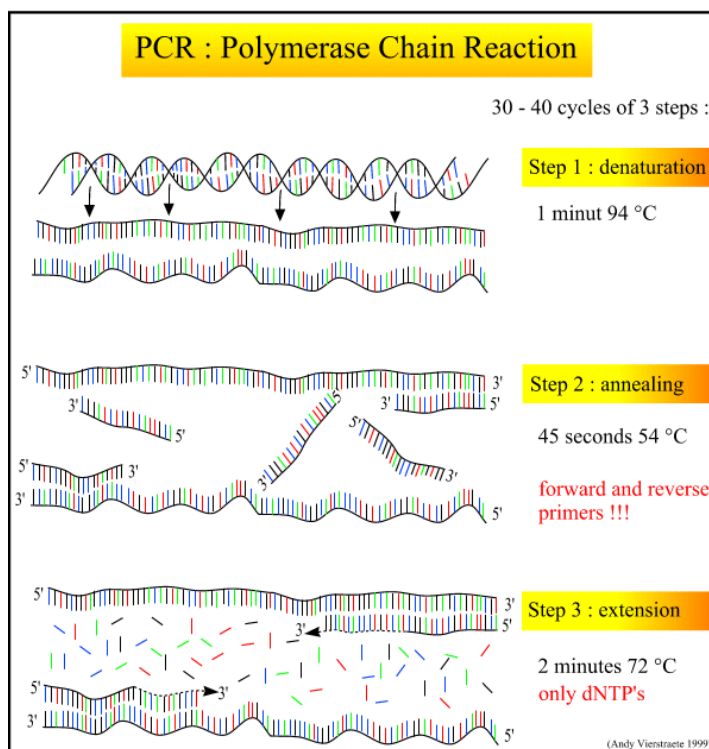 PCR : Polymerase Chain Reaction
30 - 40 cycles of 3 steps :
Step 1 : denaturation
1 minut 94 °C
5'
3'
Step 2 : annealing
3'
5'
5'
3'
5'
5'
45 seconds 54 °C
5'
3'
3'
3'
forward and reverse
primers !!!
3'
5'
5'
3'
Step 3 : extension
3'
5'
2 minutes 72 °C
5'
3'
only dNTP's
3'
5'
(Andy Vierstraete 1999)